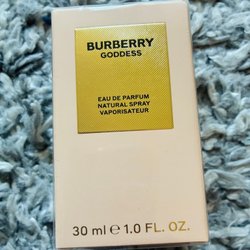 BURBERRY
GODDESS
EAU DE PARFUM
NATURAL SPRAY
VAPORISATEUR
30 ml ℮ 1.0 FL. OZ.